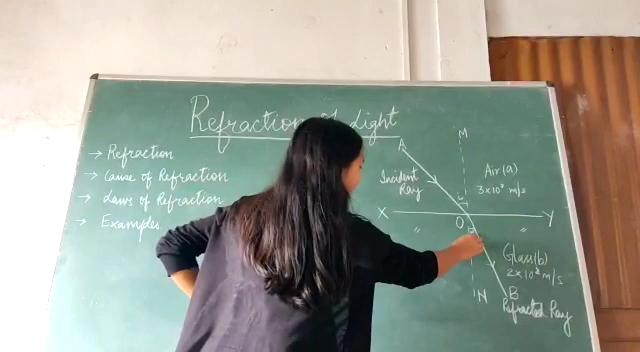 Refraction of Light
→ Refraction
→ Cause of Refraction
→ Laws of Refraction
→ Examples
A
M
Incident
Ray
Air (a)
3×10⁸ m/s
i
X
Y
O
"
"
Glass (b)
2×10⁸ m/s
N
B
Refracted Ray